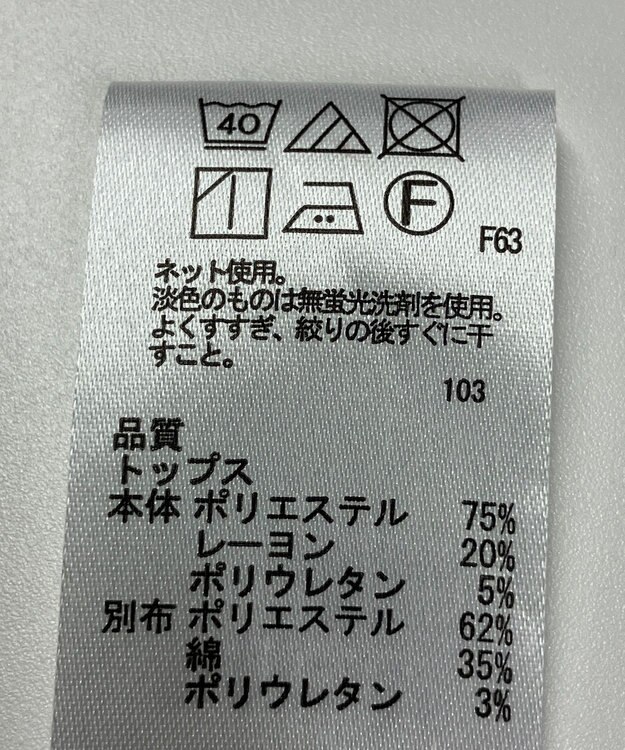 40
F
F63
ネット使用。
淡色のものは無蛍光洗剤を使用。
よくすすぎ、絞りの後すぐに干
すこと。
103
品質
トップス
本体 ポリエステル 75%
レーヨン 20%
ポリウレタン 5%
別布 ポリエステル 62%
綿 35%
ポリウレタン 3%